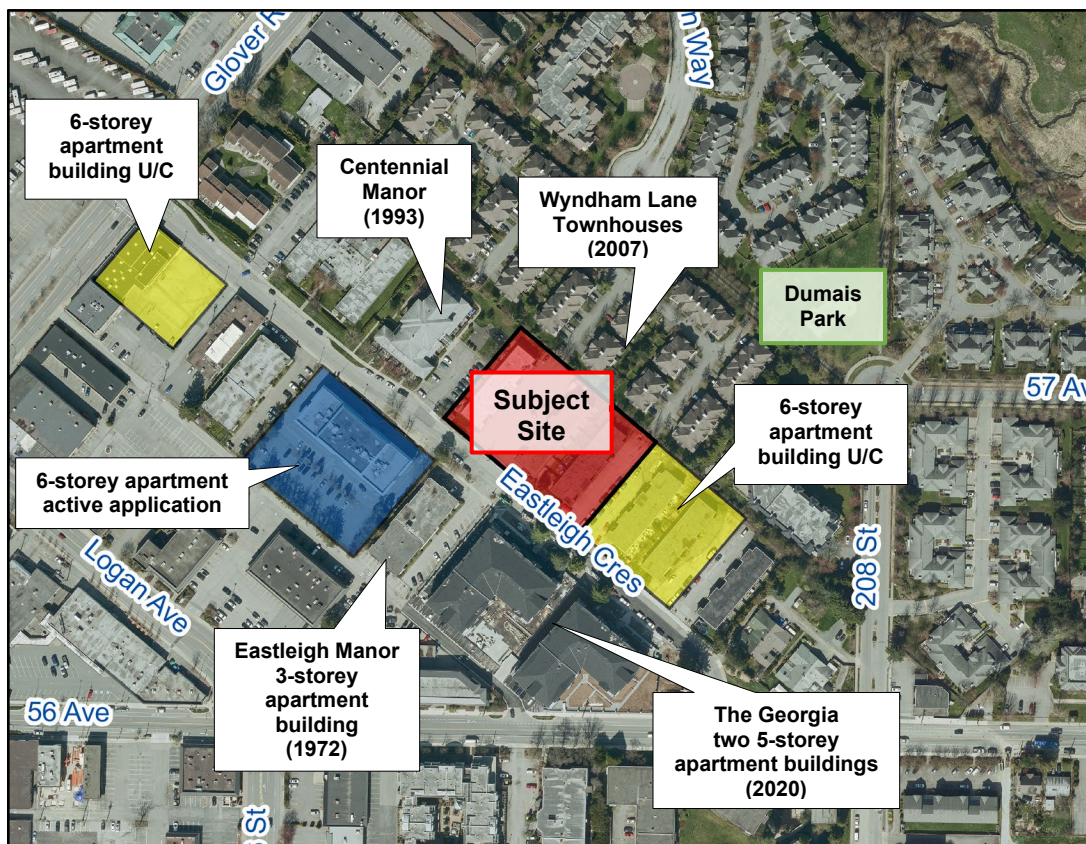 Glover R
n Way
6-storey
apartment
building U/C
Centennial
Manor
(1993)
Wyndham Lane
Townhouses
(2007)
Dumais
Park
57 Av
Subject
Site
6-storey
apartment
building U/C
6-storey apartment
active application
Eastleigh Cres
208 St
Logan Ave
Eastleigh Manor
3-storey
apartment
building
(1972)
The Georgia
two 5-storey
apartment buildings
(2020)
56 Ave
St